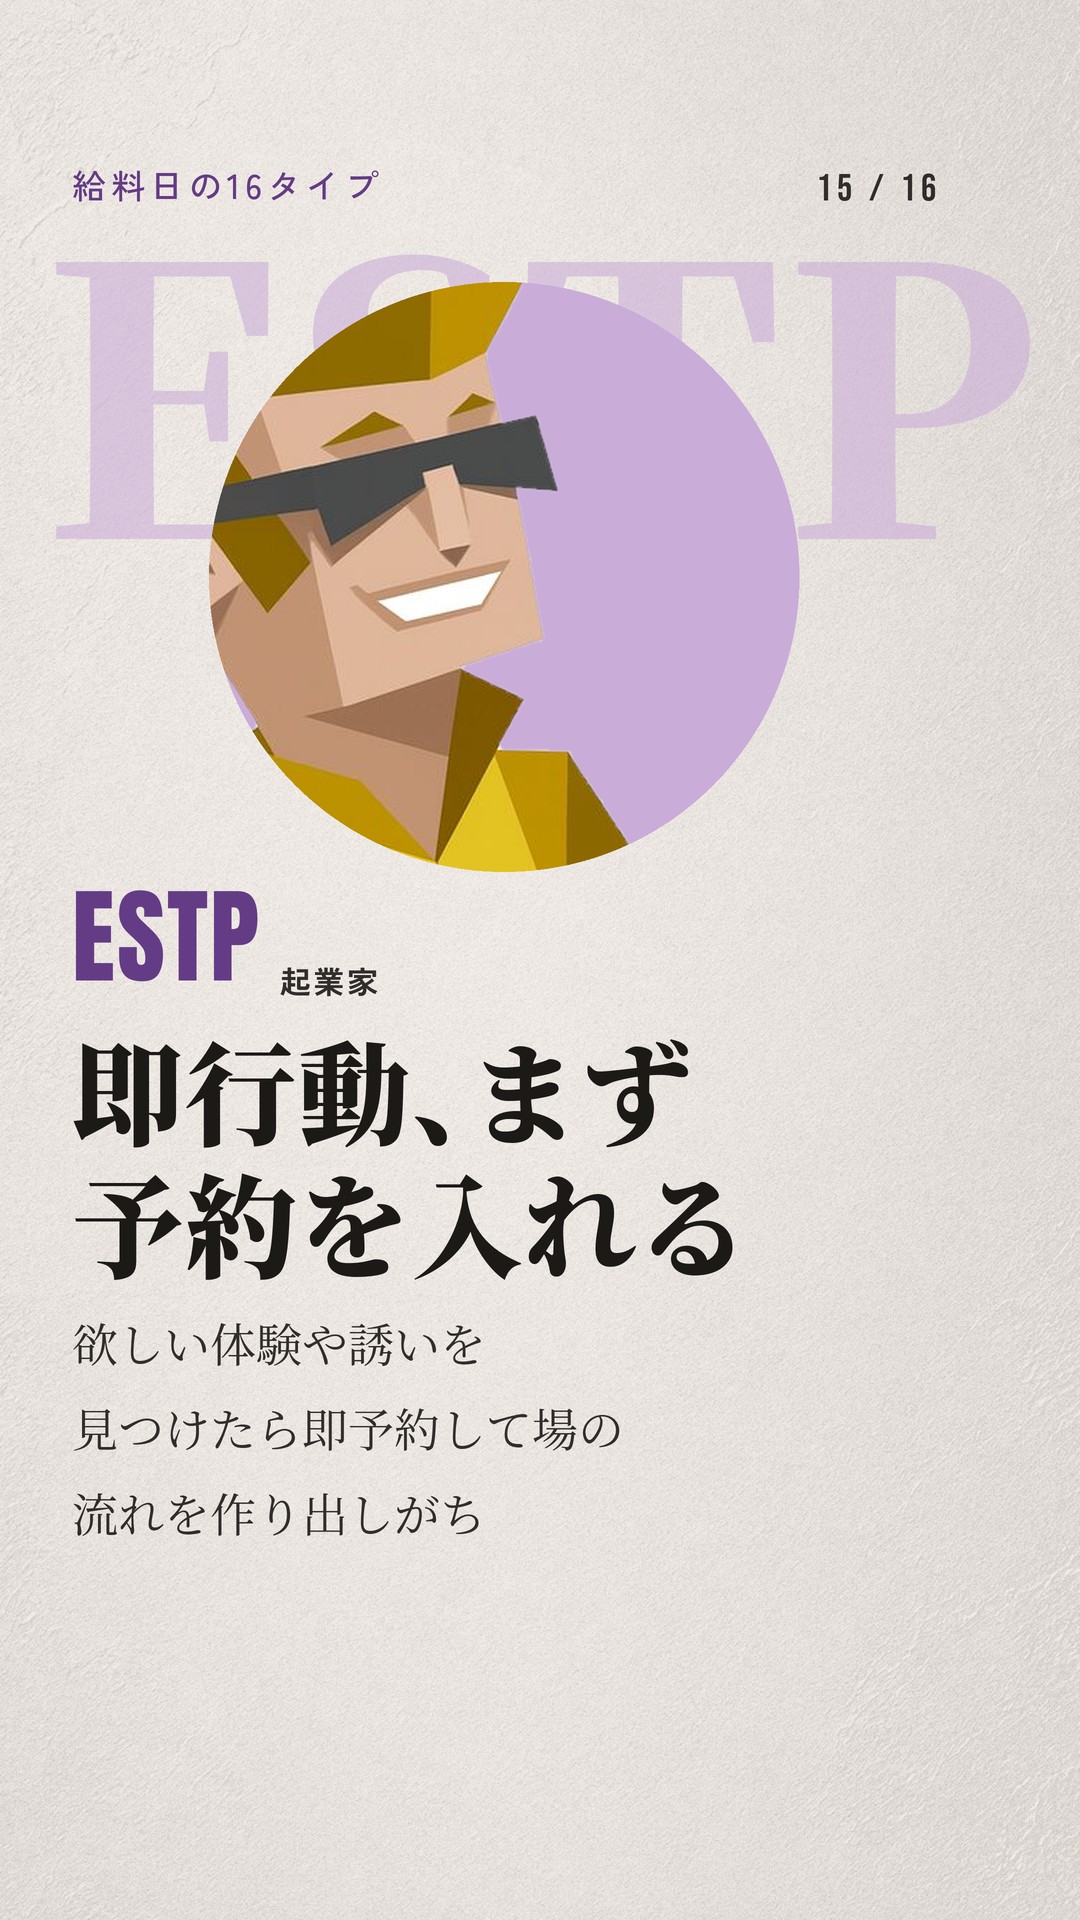 給料日の16タイプ
15 / 16
ESTP
ESTP
起業家
即行動、まず
予約を入れる
欲しい体験や誘いを
見つけたら即予約して場の
流れを作り出しがち